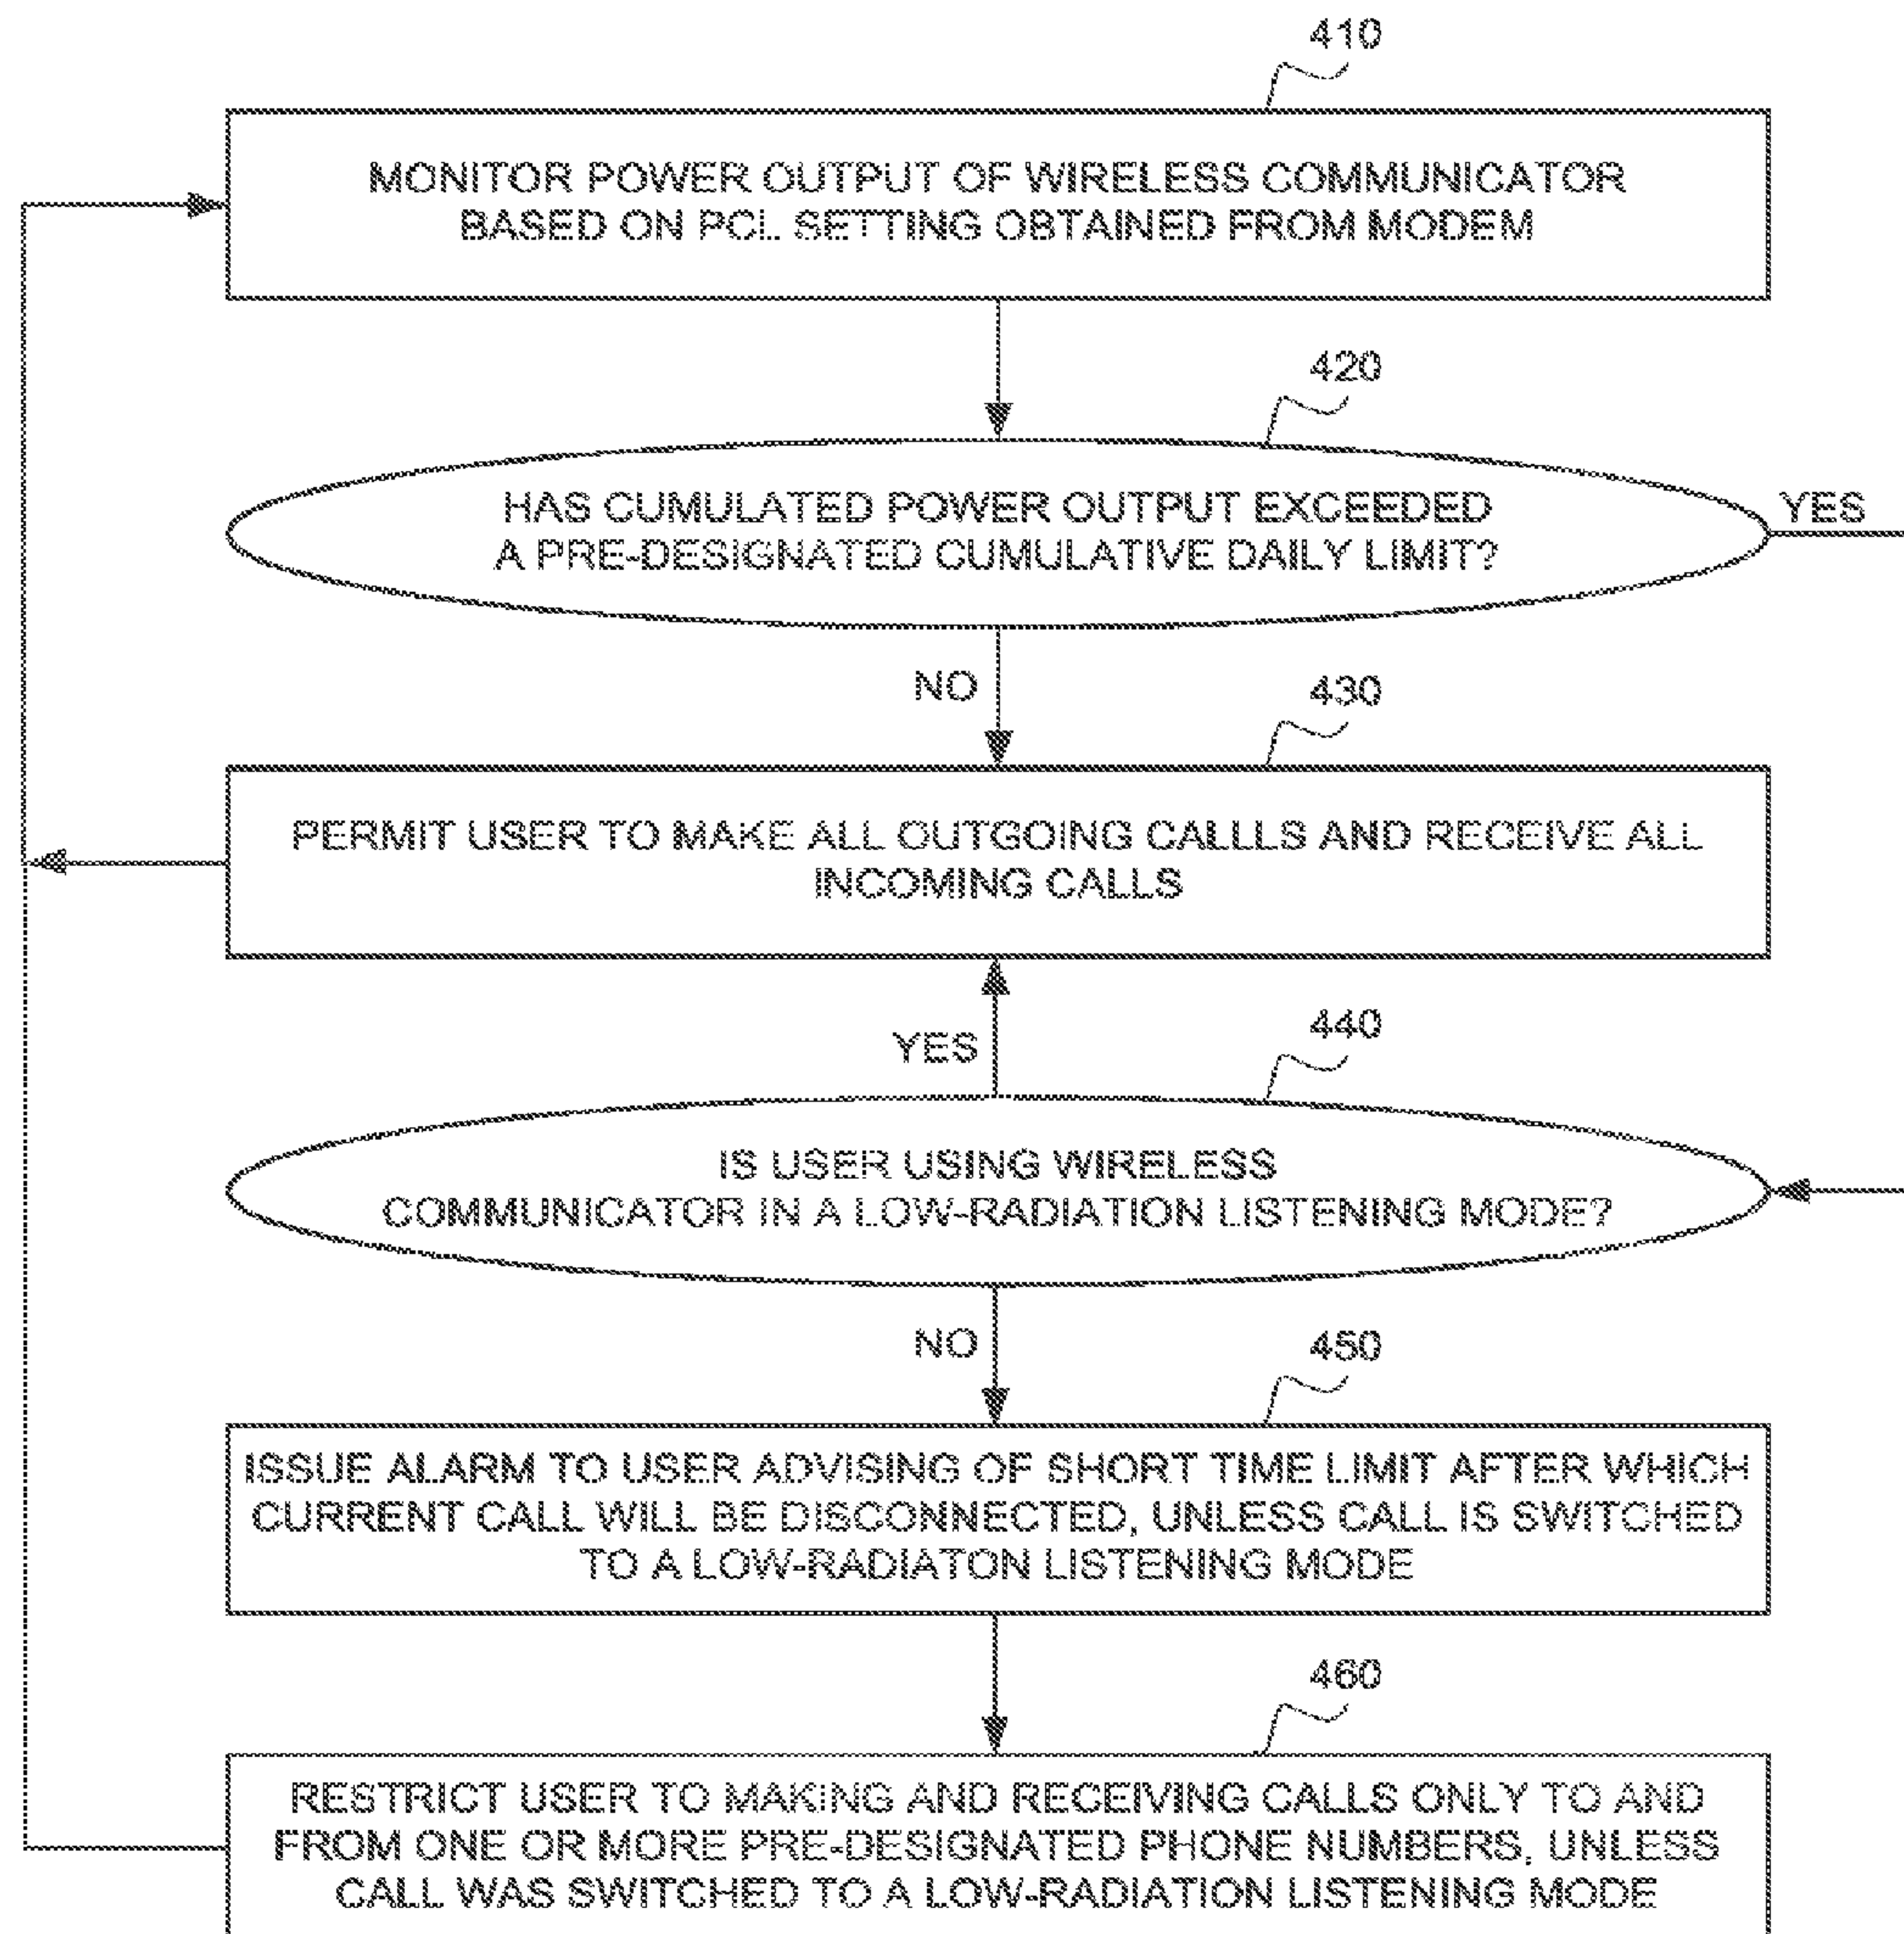 410
MONITOR POWER OUTPUT OF WIRELESS COMMUNICATOR
BASED ON PCL SETTING OBTAINED FROM MODEM
420
HAS CUMULATED POWER OUTPUT EXCEEDED
A PRE-DESIGNATED CUMULATIVE DAILY LIMIT?
YES
NO
430
PERMIT USER TO MAKE ALL OUTGOING CALLLS AND RECEIVE ALL
INCOMING CALLS
YES
440
IS USER USING WIRELESS
COMMUNICATOR IN A LOW-RADIATION LISTENING MODE?
NO
450
ISSUE ALARM TO USER ADVISING OF SHORT TIME LIMIT AFTER WHICH
CURRENT CALL WILL BE DISCONNECTED, UNLESS CALL IS SWITCHED
TO A LOW-RADIATON LISTENING MODE
460
RESTRICT USER TO MAKING AND RECEIVING CALLS ONLY TO AND
FROM ONE OR MORE PRE-DESIGNATED PHONE NUMBERS, UNLESS
CALL WAS SWITCHED TO A LOW-RADIATION LISTENING MODE